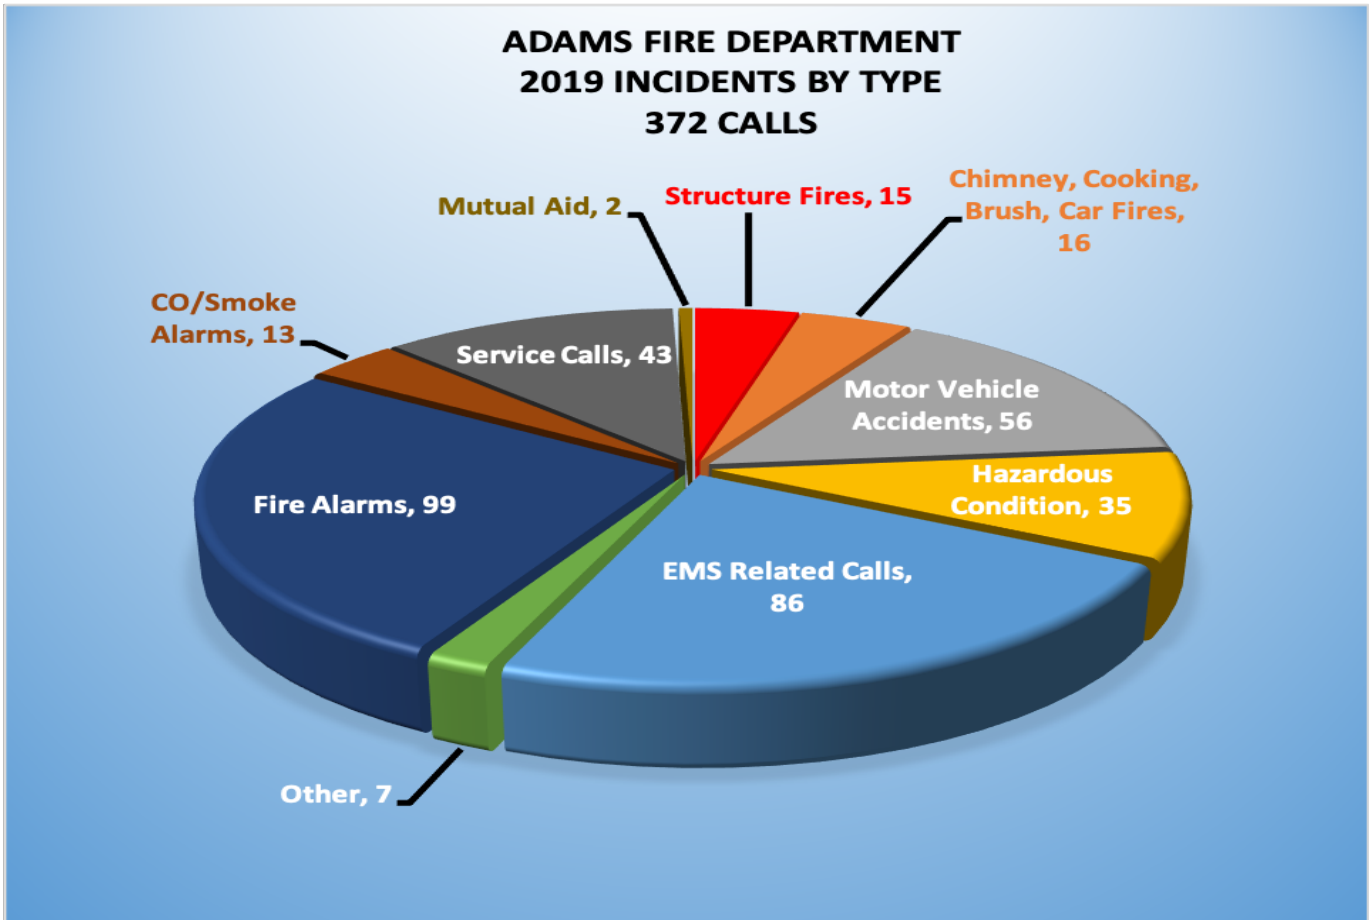 ADAMS FIRE DEPARTMENT
2019 INCIDENTS BY TYPE
372 CALLS
Mutual Aid, 2
Structure Fires, 15
Chimney, Cooking,
Brush, Car Fires,
16
CO/Smoke
Alarms, 13
Service Calls, 43
Motor Vehicle
Accidents, 56
Hazardous
Condition, 35
Fire Alarms, 99
EMS Related Calls,
86
Other, 7